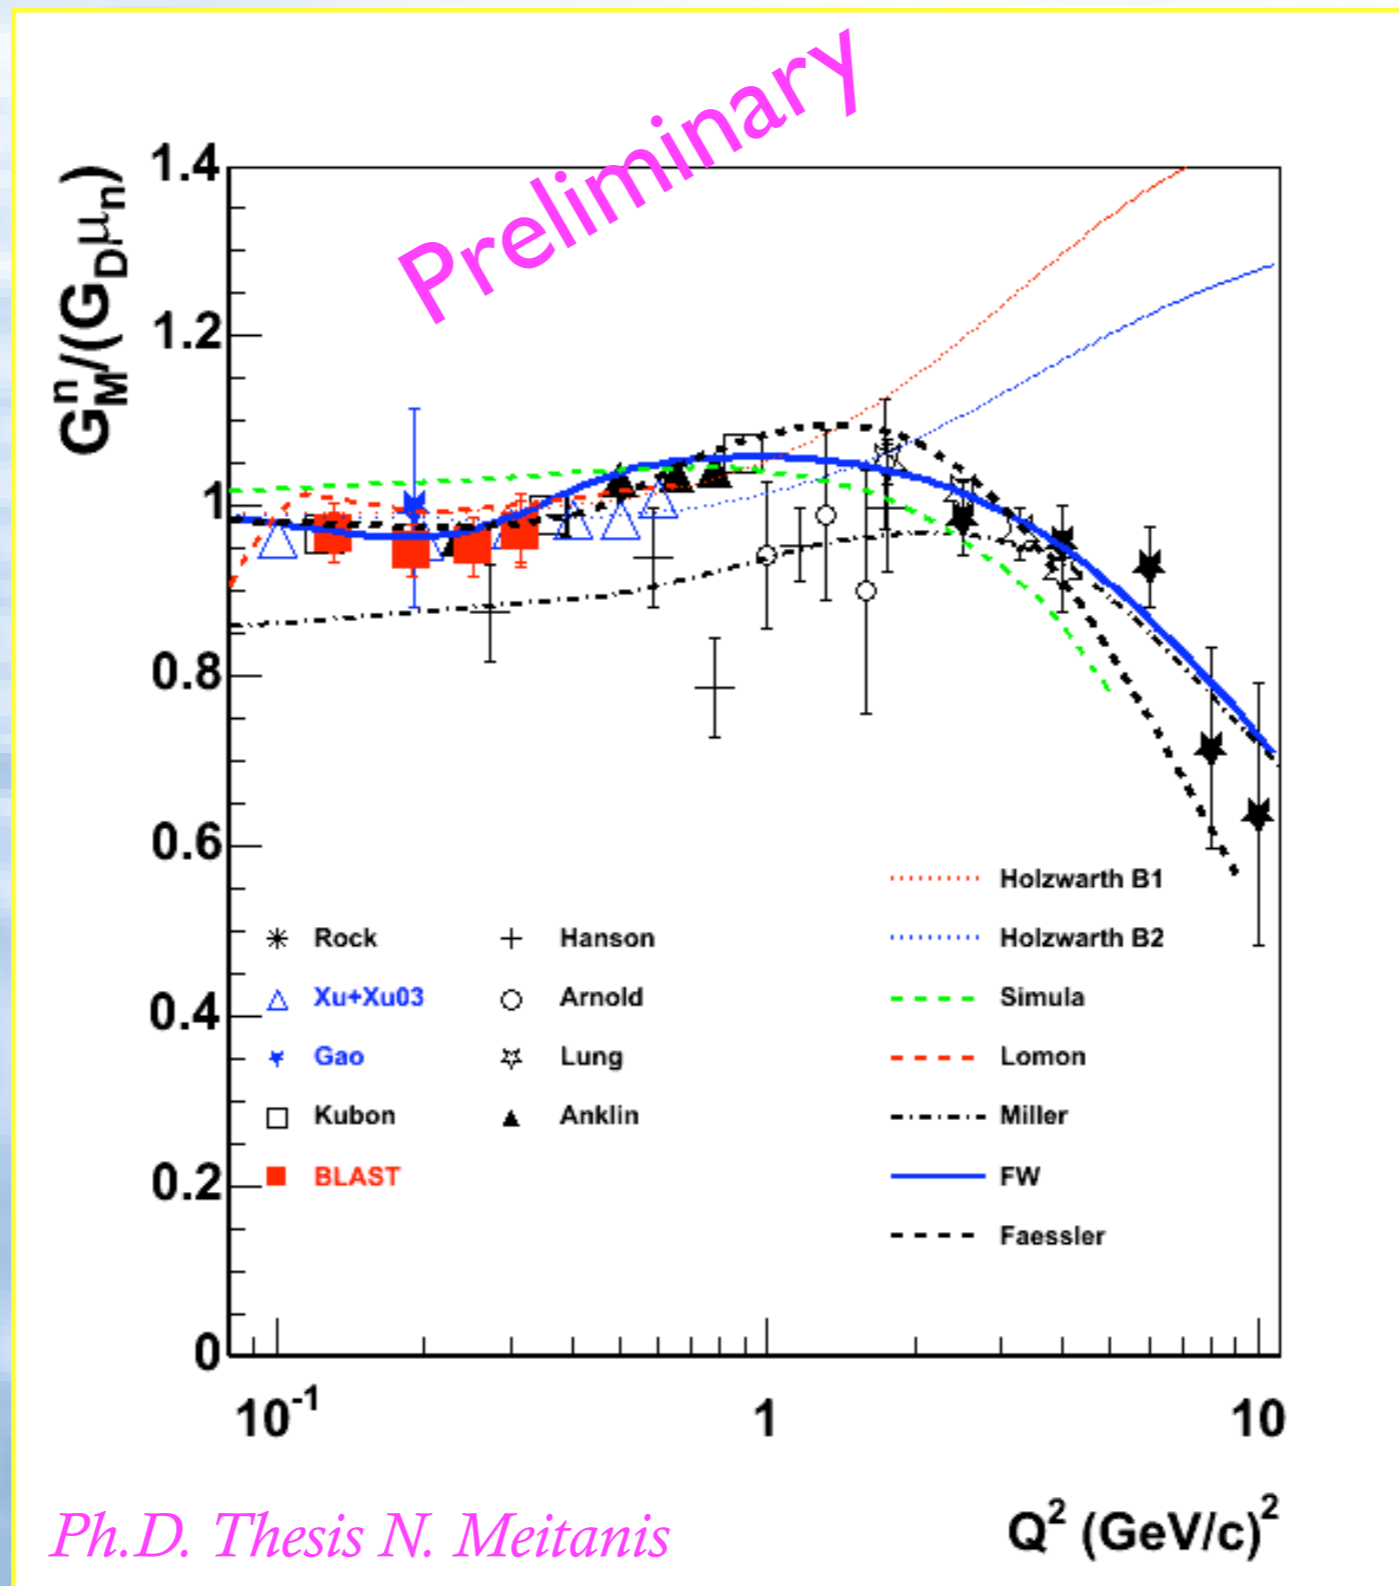 Preliminary
G_M^n/(G_D μ_n)
1.4
1.2
1
0.8
0.6
0.4
0.2
0
Holzwarth B1
Rock
Hanson
Holzwarth B2
Xu+Xu03
Arnold
Simula
Gao
Lung
Lomon
Kubon
Anklin
Miller
BLAST
FW
Faessler
10^-1
1
10
Q^2 (GeV/c)^2
Ph.D. Thesis N. Meitanis